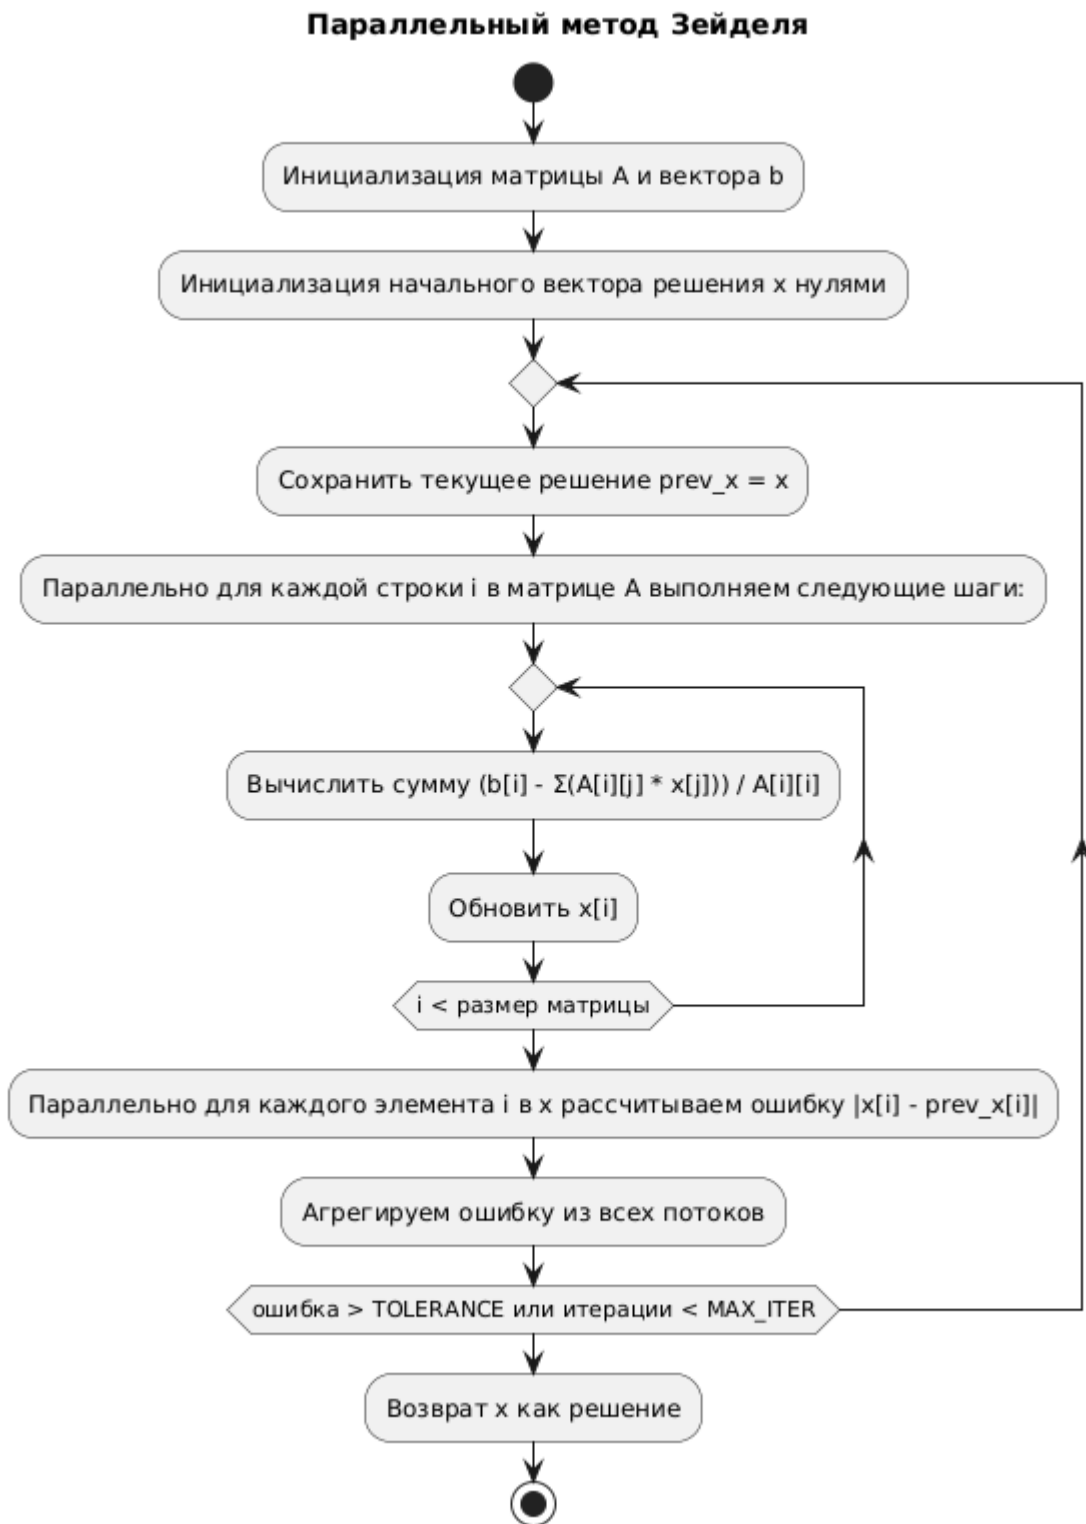 Параллельный метод Зейделя
Инициализация матрицы A и вектора b
Инициализация начального вектора решения x нулями
Сохранить текущее решение prev_x = x
Параллельно для каждой строки i в матрице A выполняем следующие шаги:
Вычислить сумму (b[i] - Σ(A[i][j] * x[j])) / A[i][i]
Обновить x[i]
i < размер матрицы
Параллельно для каждого элемента i в x рассчитываем ошибку |x[i] - prev_x[i]|
Агрегируем ошибку из всех потоков
ошибка > TOLERANCE или итерации < MAX_ITER
Возврат x как решение